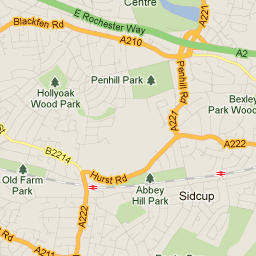 Centre
E Rochester Way
A221
Blackfen Rd
A210
A2
Penhill Park
Penhill Rd
Hollyoak
Wood Park
Bexley
Park Wood
A222
B2214
A222
Hurst Rd
Old Farm
Park
Abbey
Hill Park
Sidcup
A222
Rd
A211